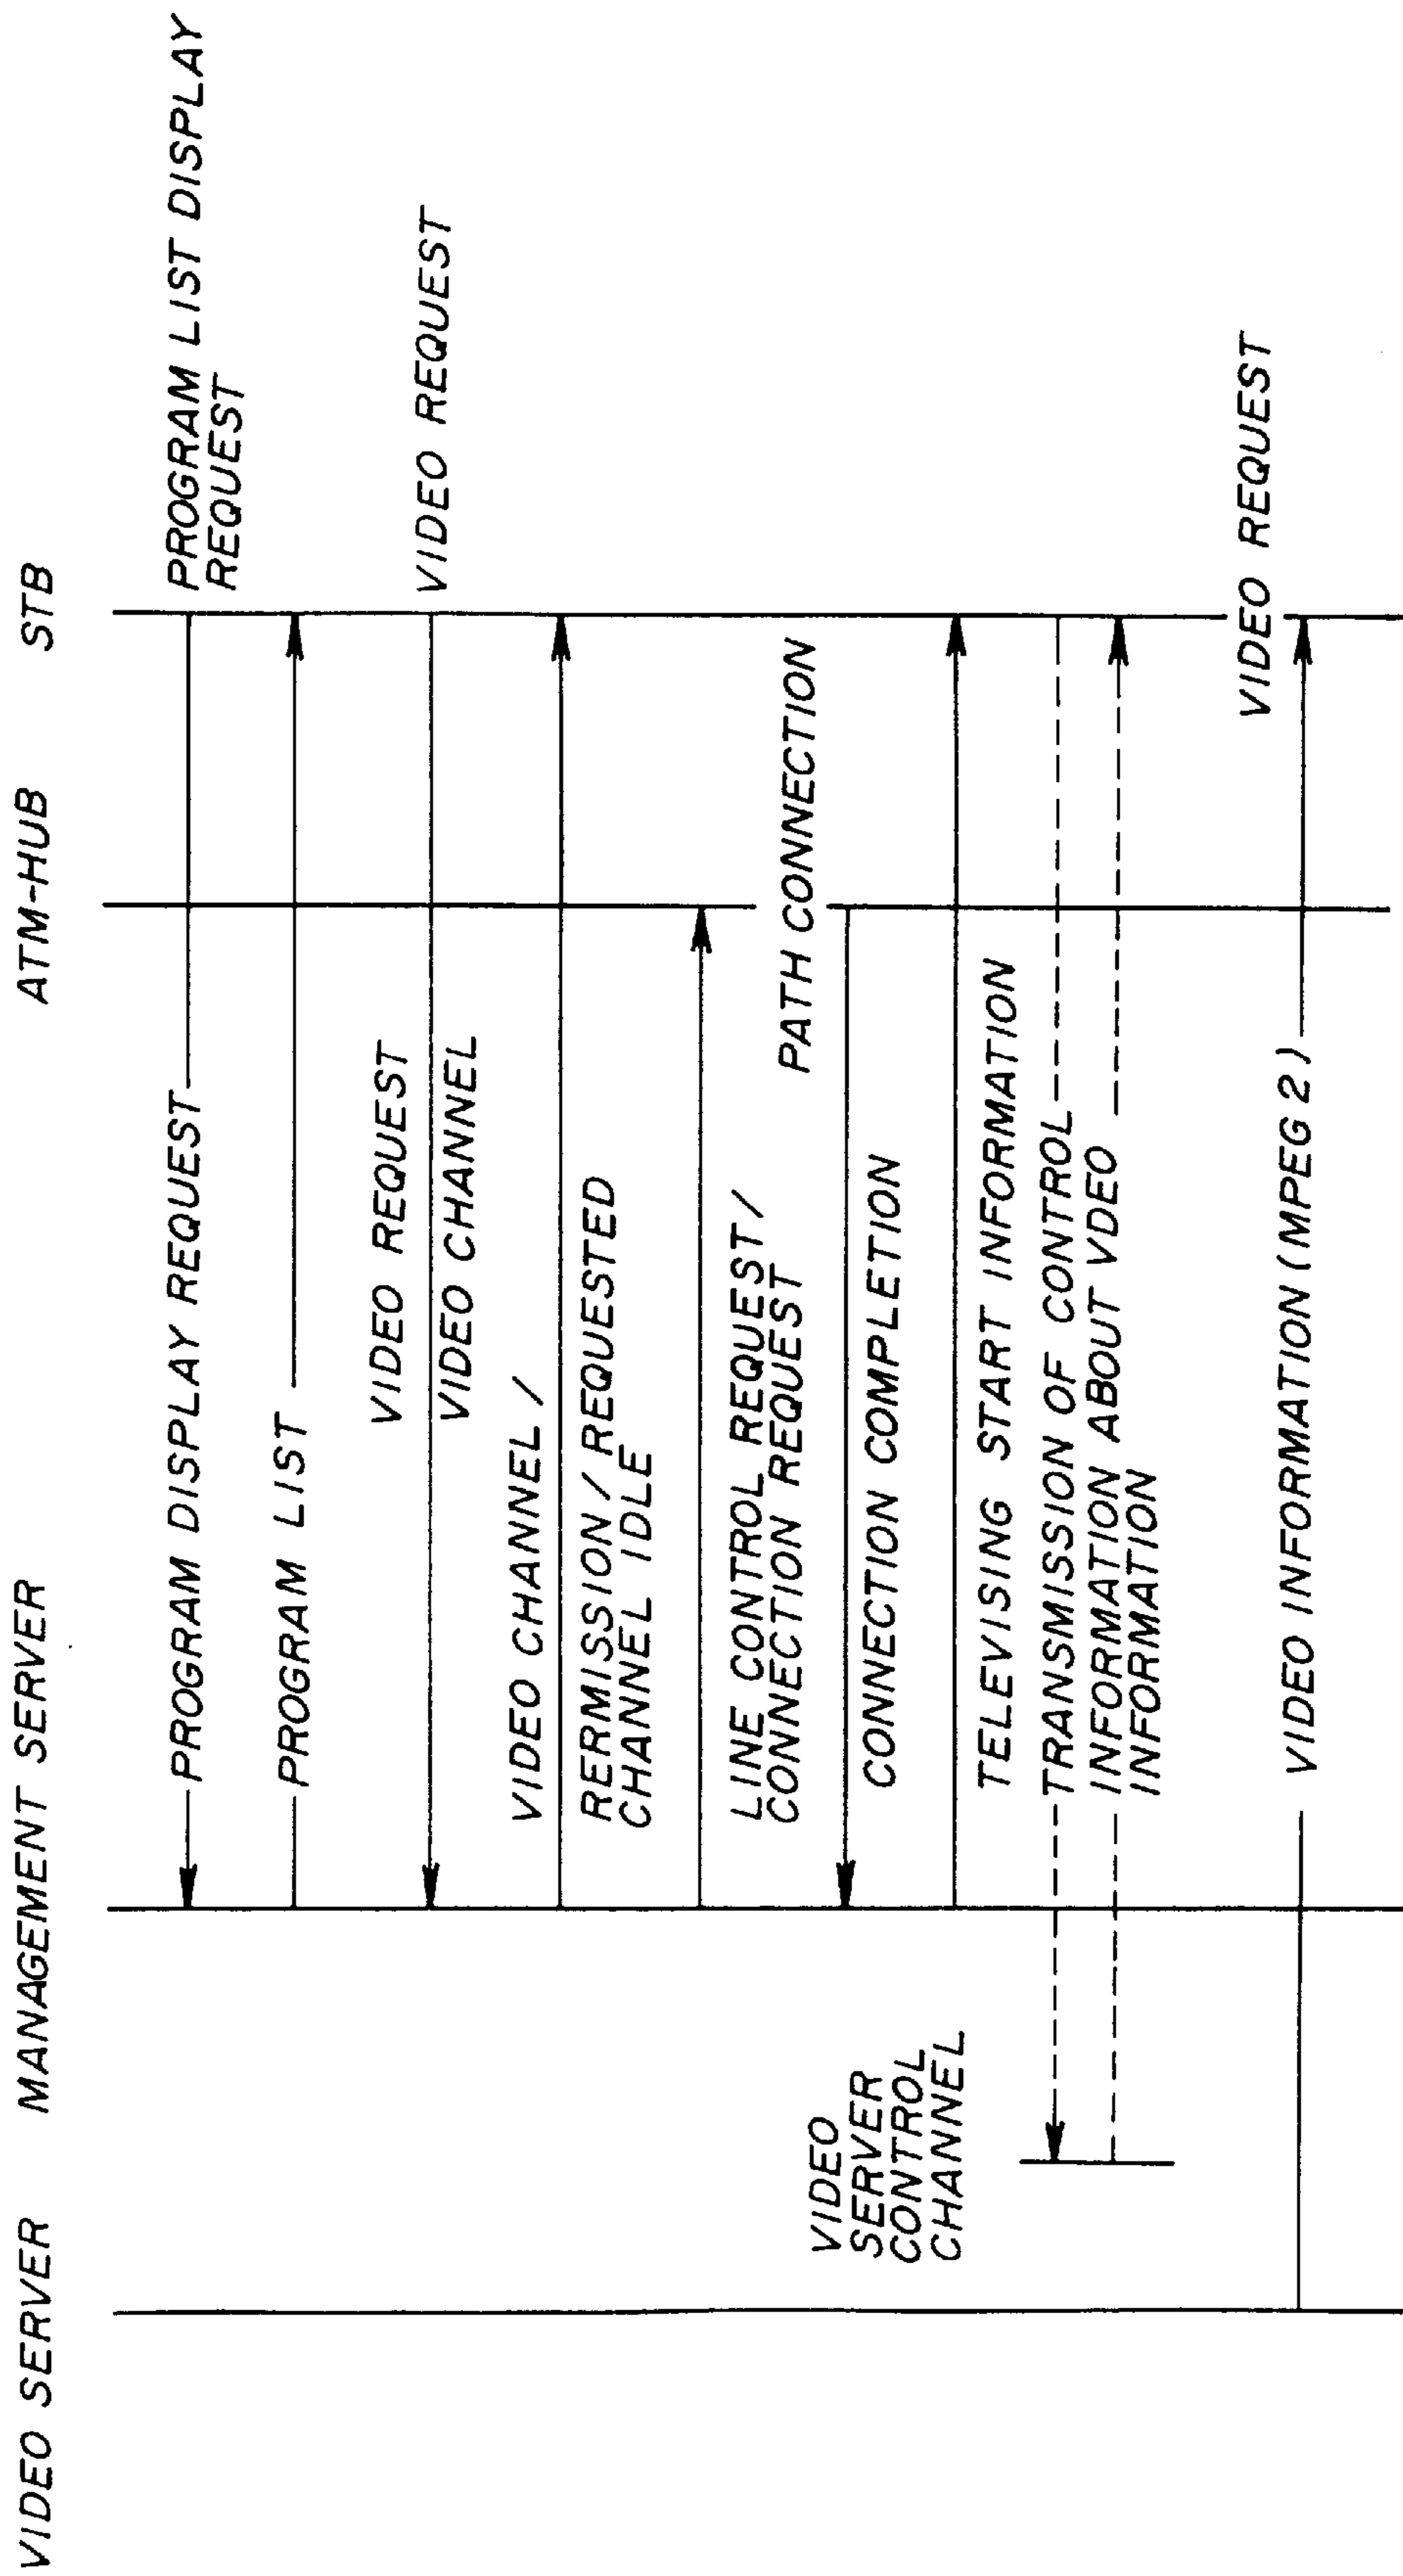 VIDEO SERVER
MANAGEMENT SERVER
ATM-HUB
STB
PROGRAM LIST DISPLAY
REQUEST
PROGRAM DISPLAY REQUEST
PROGRAM LIST
VIDEO REQUEST
VIDEO REQUEST
VIDEO CHANNEL
VIDEO CHANNEL /
RERMISSION / REQUESTED
CHANNEL IDLE
LINE CONTROL REQUEST /
CONNECTION REQUEST
PATH CONNECTION
CONNECTION COMPLETION
VIDEO
SERVER
CONTROL
CHANNEL
TELEVISING START INFORMATION
TRANSMISSION OF CONTROL
INFORMATION ABOUT VDEO
INFORMATION
VIDEO REQUEST
VIDEO INFORMATION (MPEG 2)